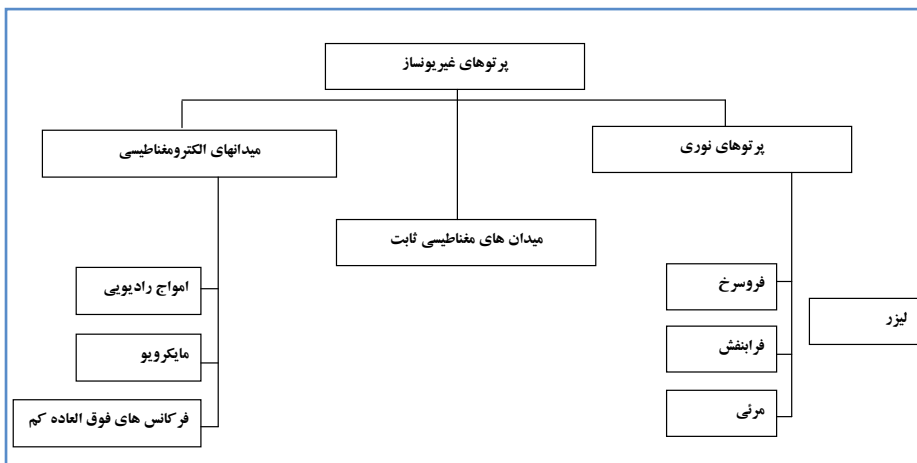 پرتوهای غیریونساز
پرتوهای نوری
میدانهای الکترومغناطیسی
میدان های مغناطیسی ثابت
فروسرخ
فرابنفش
مرئی
لیزر
امواج رادیویی
مایکرویو
فرکانس های فوق العاده کم